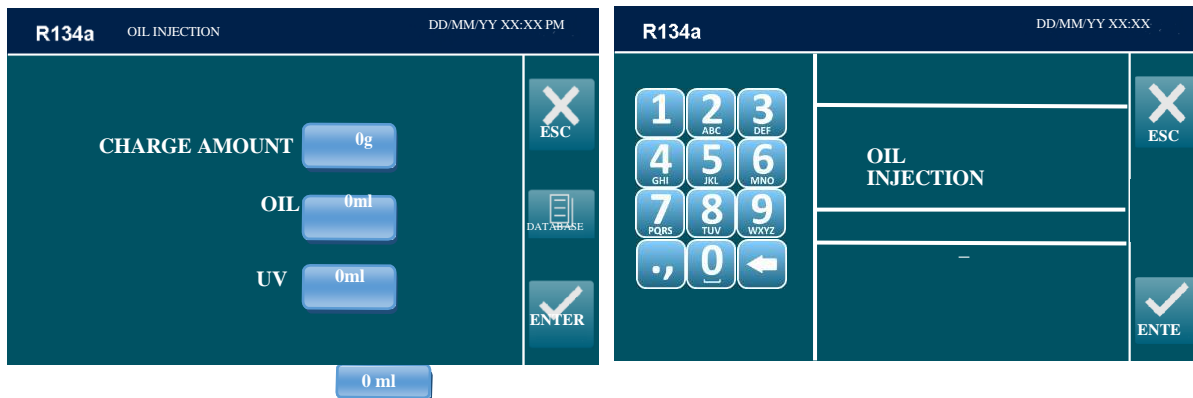 R134a OIL INJECTION DD/MM/YY XX:XX PM
ESC
CHARGE AMOUNT 0g
OIL 0ml
DATABASE
UV 0ml
ENTER
0 ml
R134a DD/MM/YY XX:XX
1 2 ABC 3 DEF
ESC
4 GHI 5 JKL 6 MNO
OIL
INJECTION
7 PQRS 8 TUV 9 WXYZ
., 0
_
ENTE